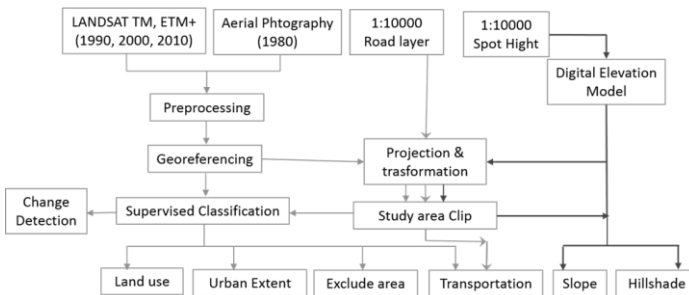 LANDSAT TM, ETM+
(1990, 2000, 2010)
Aerial Phtography
(1980)
1:10000
Road layer
1:10000
Spot Hight
Digital Elevation
Model
Preprocessing
Georeferencing
Projection &
trasformation
Change
Detection
Supervised Classification
Study area Clip
Land use
Urban Extent
Exclude area
Transportation
Slope
Hillshade